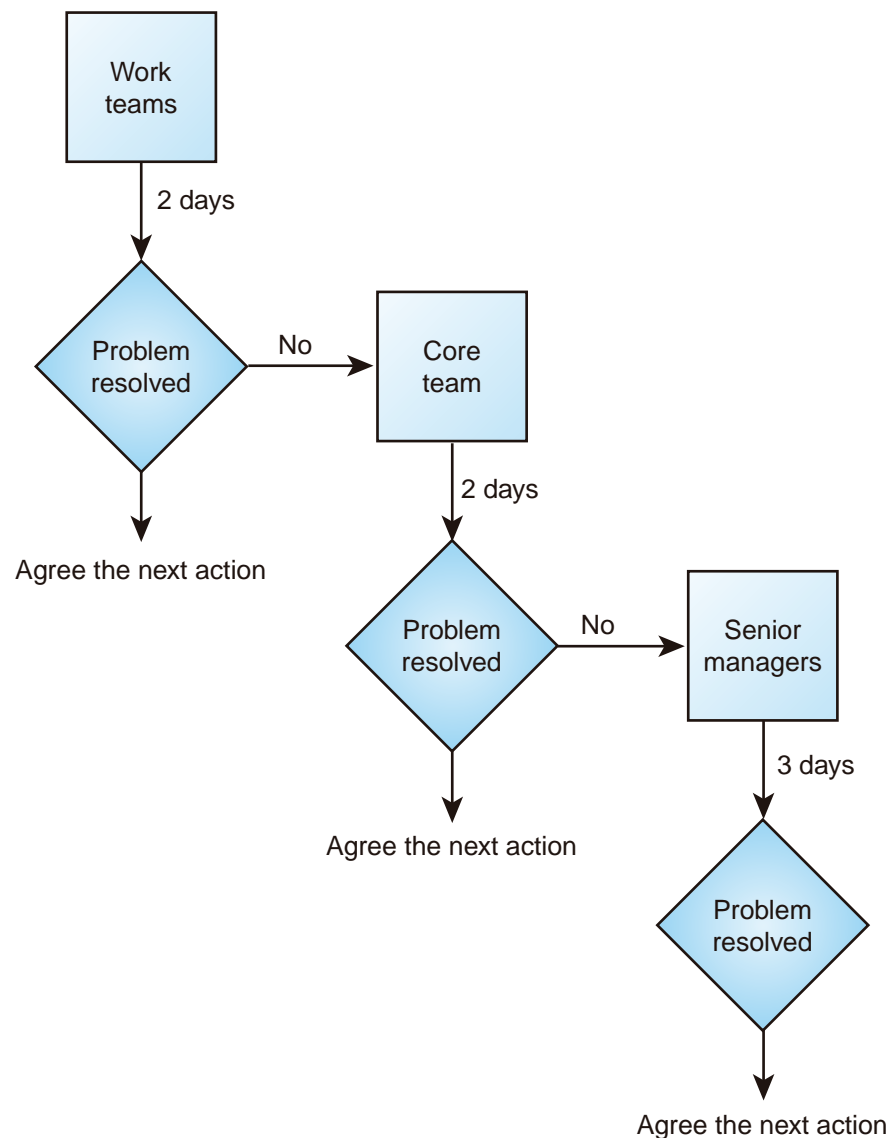 Work
teams
2 days
Problem
resolved
No
Core
team
2 days
Agree the next action
Problem
resolved
No
Senior
managers
3 days
Agree the next action
Problem
resolved
Agree the next action